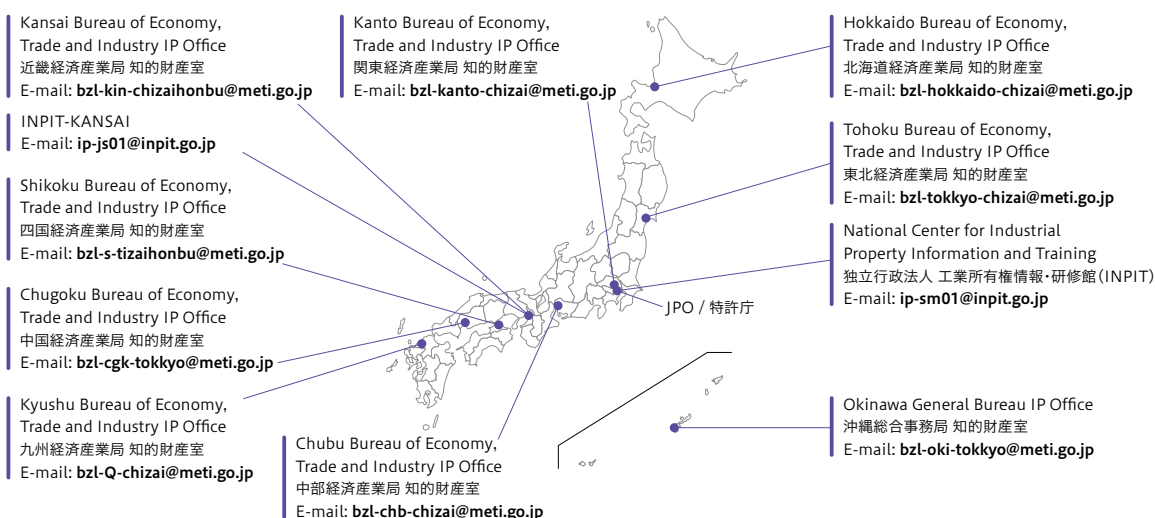 Kansai Bureau of Economy,
Trade and Industry IP Office
近畿経済産業局 知的財産室
E-mail: bzl-kin-chizaihonbu@meti.go.jp
INPIT-KANSAI
E-mail: ip-js01@inpit.go.jp
Shikoku Bureau of Economy,
Trade and Industry IP Office
四国経済産業局 知的財産室
E-mail: bzl-s-tizaihonbu@meti.go.jp
Chugoku Bureau of Economy,
Trade and Industry IP Office
中国経済産業局 知的財産室
E-mail: bzl-cgk-tokkyo@meti.go.jp
Kyushu Bureau of Economy,
Trade and Industry IP Office
九州経済産業局 知的財産室
E-mail: bzl-Q-chizai@meti.go.jp
Kanto Bureau of Economy,
Trade and Industry IP Office
関東経済産業局 知的財産室
E-mail: bzl-kanto-chizai@meti.go.jp
Chubu Bureau of Economy,
Trade and Industry IP Office
中部経済産業局 知的財産室
E-mail: bzl-chb-chizai@meti.go.jp
JPO / 特許庁
Hokkaido Bureau of Economy,
Trade and Industry IP Office
北海道経済産業局 知的財産室
E-mail: bzl-hokkaido-chizai@meti.go.jp
Tohoku Bureau of Economy,
Trade and Industry IP Office
東北経済産業局 知的財産室
E-mail: bzl-tokkyo-chizai@meti.go.jp
National Center for Industrial
Property Information and Training
独立行政法人 工業所有権情報・研修館(INPIT)
E-mail: ip-sm01@inpit.go.jp
Okinawa General Bureau IP Office
沖縄総合事務局 知的財産室
E-mail: bzl-oki-tokkyo@meti.go.jp